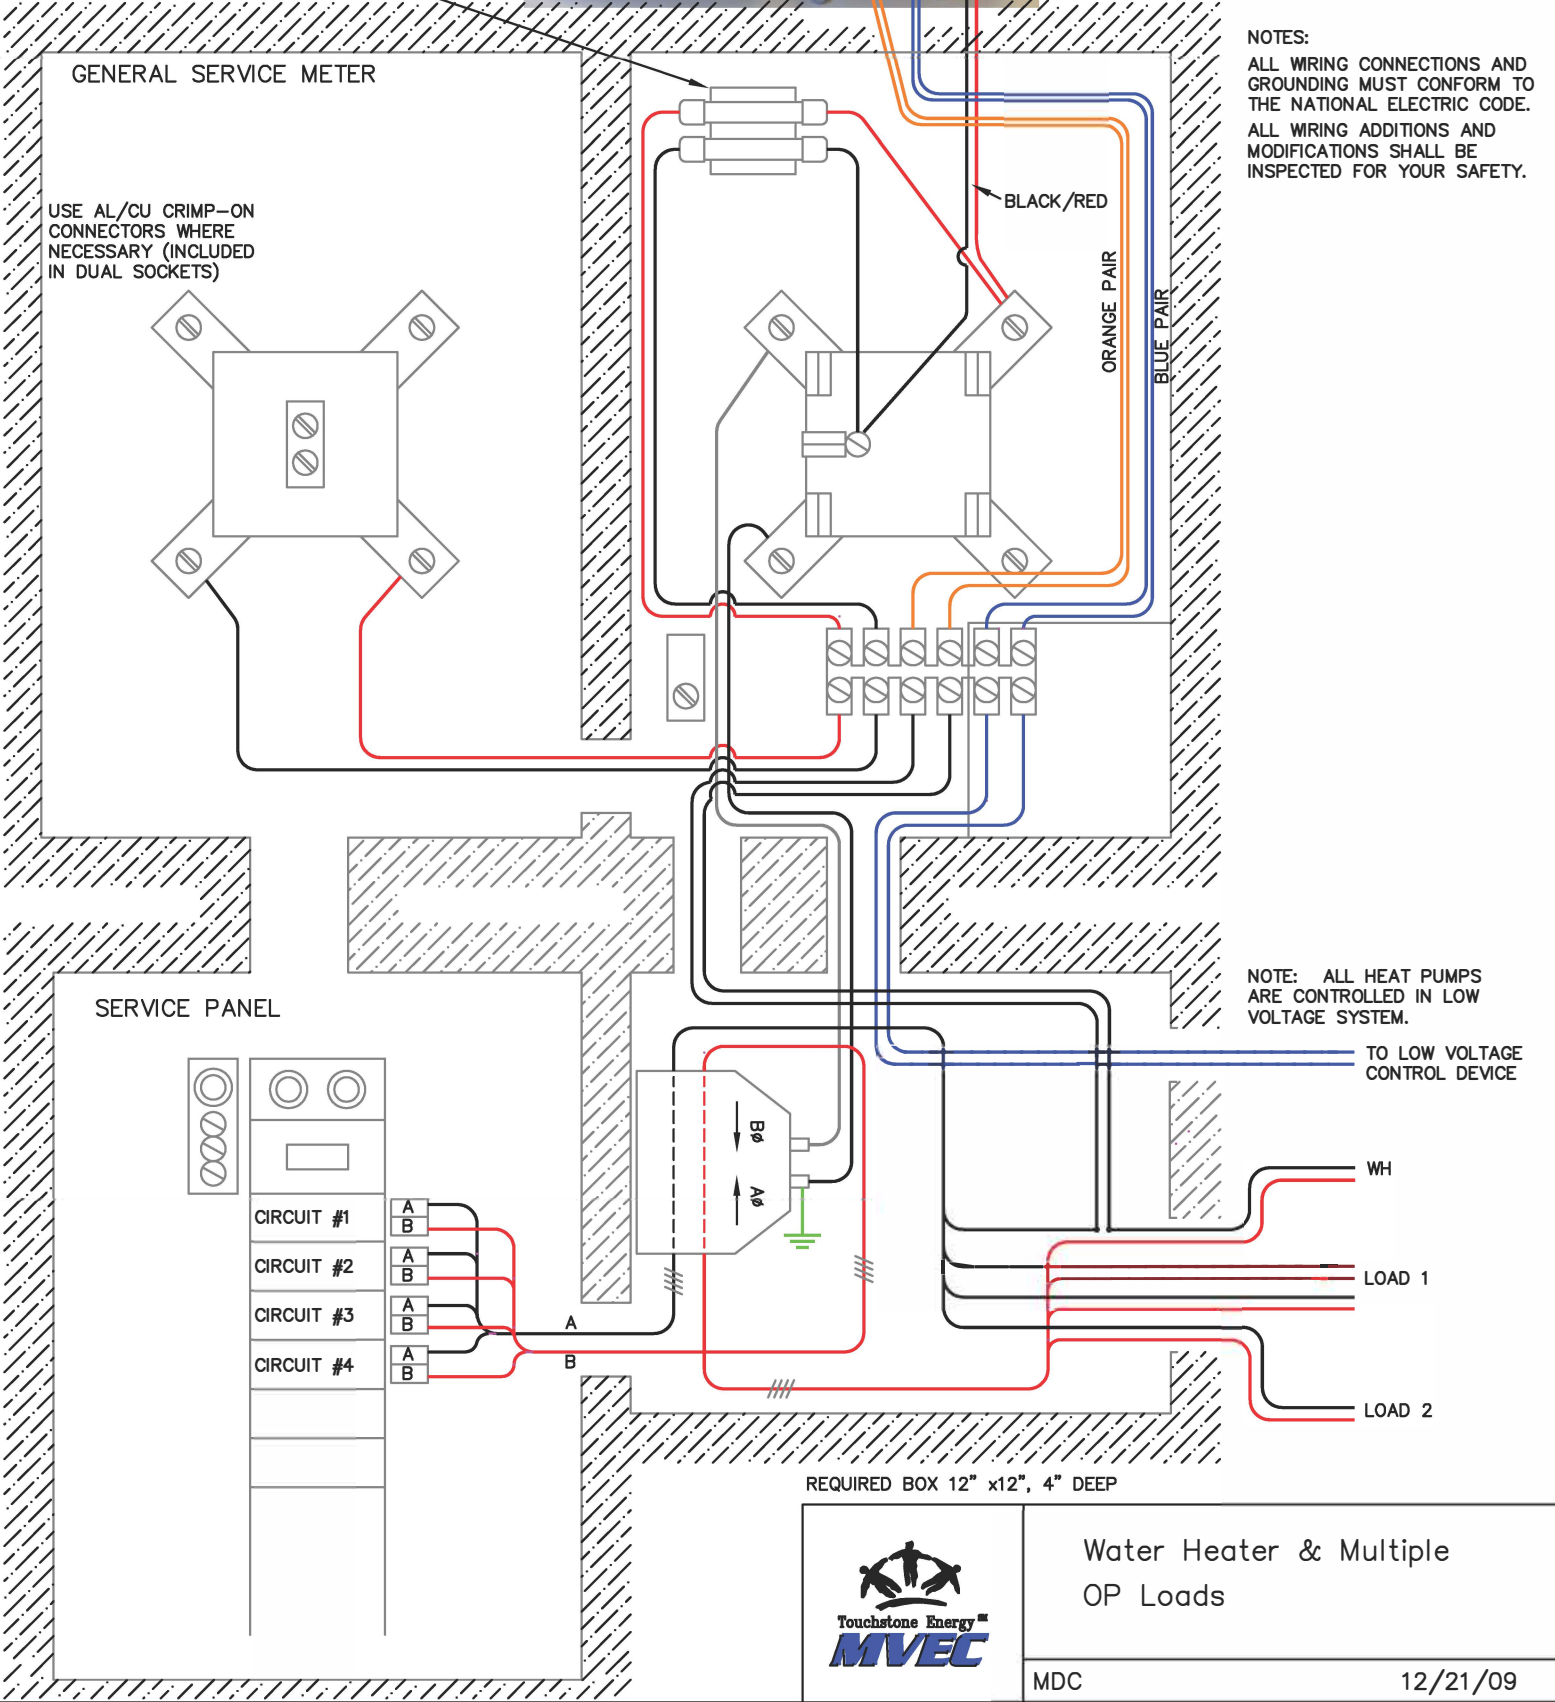 GENERAL SERVICE METER
USE AL/CU CRIMP-ON
CONNECTORS WHERE
NECESSARY (INCLUDED
IN DUAL SOCKETS)
BLACK/RED
ORANGE PAIR
BLUE PAIR
NOTES:
ALL WIRING CONNECTIONS AND
GROUNDING MUST CONFORM TO
THE NATIONAL ELECTRIC CODE.
ALL WIRING ADDITIONS AND
MODIFICATIONS SHALL BE
INSPECTED FOR YOUR SAFETY.
NOTE: ALL HEAT PUMPS
ARE CONTROLLED IN LOW
VOLTAGE SYSTEM.
TO LOW VOLTAGE
CONTROL DEVICE
WH
LOAD 1
LOAD 2
SERVICE PANEL
CIRCUIT #1
A
B
CIRCUIT #2
A
B
CIRCUIT #3
A
B
CIRCUIT #4
A
B
A
B
Bø
Aø
REQUIRED BOX 12" x12", 4" DEEP
Touchstone Energy SM
MVEC
Water Heater & Multiple
OP Loads
MDC
12/21/09